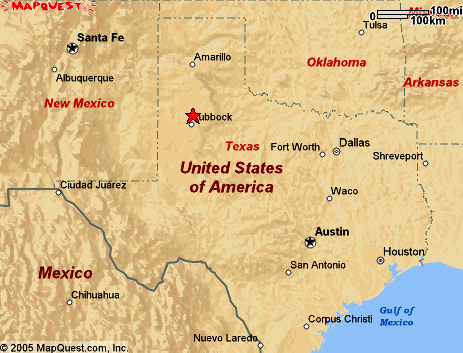 MAPQUEST
Santa Fe
Tulsa
0
100mi
100km
Amarillo
Oklahoma
Albuquerque
Arkansas
New Mexico
ubbock
Texas
Fort Worth
Dallas
Shreveport
United States
of America
Ciudad Juárez
Waco
Austin
Houston
San Antonio
Mexico
Chihuahua
Gulf of
Mexico
Corpus Christi
Nuevo Laredo
© 2005 MapQuest.com, Inc.